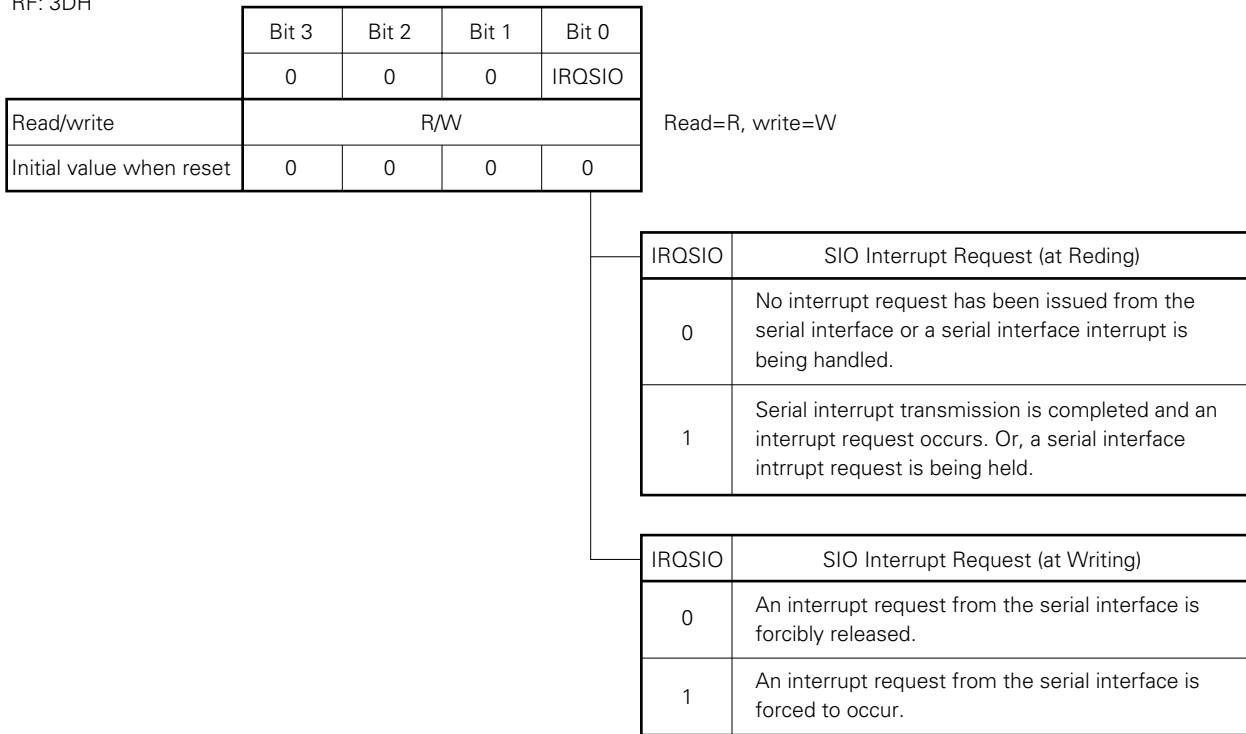 RF: 3DH
Bit 3 Bit 2 Bit 1 Bit 0
0 0 0 IRQSIO
Read/write R/W Read=R, write=W
Initial value when reset 0 0 0 0
IRQSIO SIO Interrupt Request (at Reding)
No interrupt request has been issued from the
0 serial interface or a serial interface interrupt is
being handled.
Serial interrupt transmission is completed and an
1 interrupt request occurs. Or, a serial interface
intrrupt request is being held.
IRQSIO SIO Interrupt Request (at Writing)
0 An interrupt request from the serial interface is
forcibly released.
1 An interrupt request from the serial interface is
forced to occur.